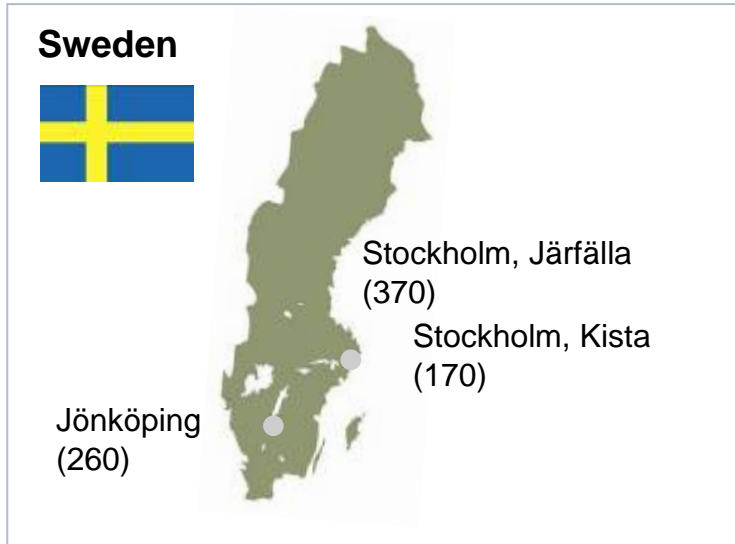 Sweden
Stockholm, Järfälla
(370)
Stockholm, Kista
(170)
Jönköping
(260)